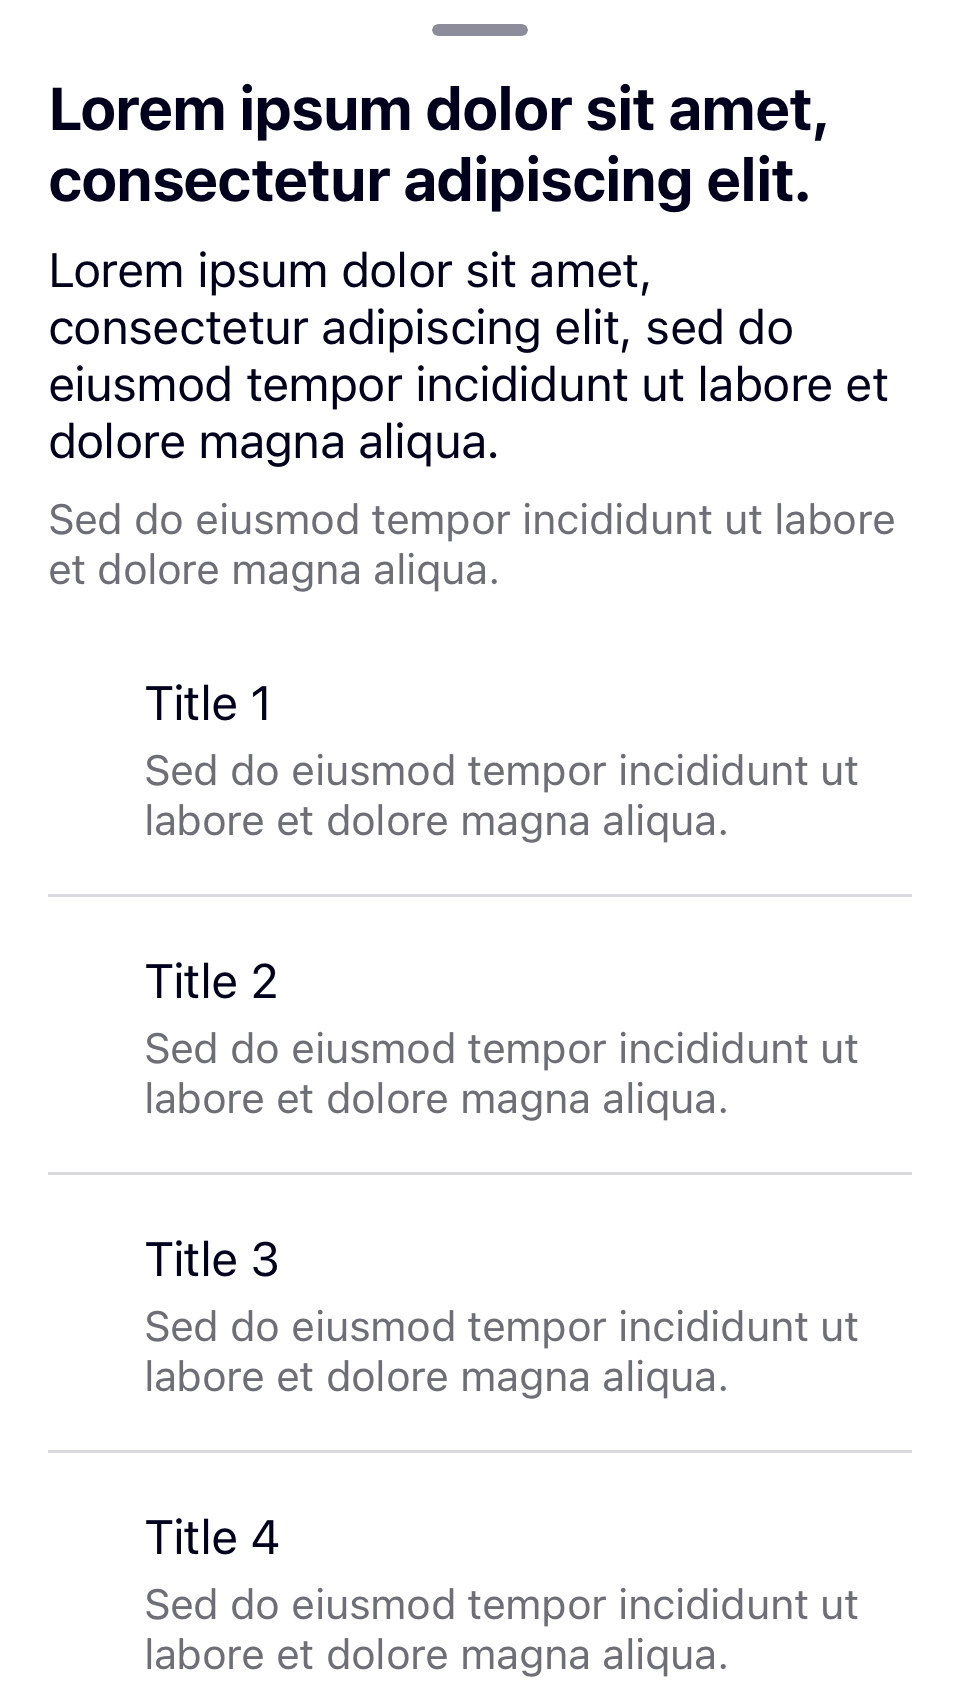 Lorem ipsum dolor sit amet,
consectetur adipiscing elit.
Lorem ipsum dolor sit amet,
consectetur adipiscing elit, sed do
eiusmod tempor incididunt ut labore et
dolore magna aliqua.
Sed do eiusmod tempor incididunt ut labore
et dolore magna aliqua.
Title 1
Sed do eiusmod tempor incididunt ut
labore et dolore magna aliqua.
Title 2
Sed do eiusmod tempor incididunt ut
labore et dolore magna aliqua.
Title 3
Sed do eiusmod tempor incididunt ut
labore et dolore magna aliqua.
Title 4
Sed do eiusmod tempor incididunt ut
labore et dolore magna aliqua.